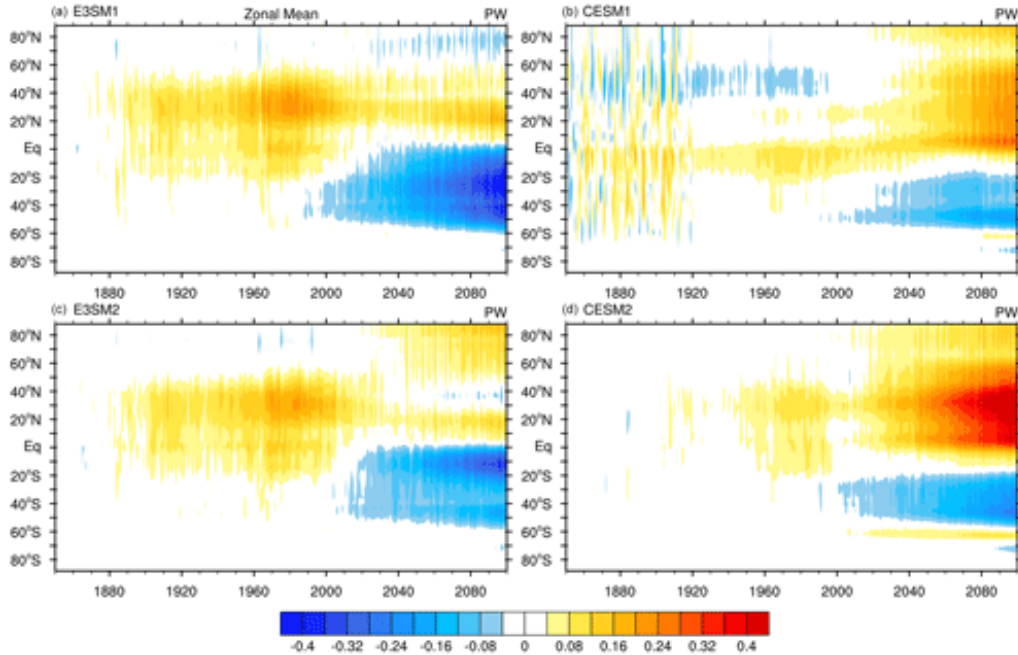 (a) E3SM1 Zonal Mean PW
(b) CESM1 PW
80°N 80°N
60°N 60°N
40°N 40°N
20°N 20°N
Eq Eq
20°S 20°S
40°S 40°S
60°S 60°S
80°S 80°S
1880 1920 1960 2000 2040 2080 1880 1920 1960 2000 2040 2080
(c) E3SM2 PW
(d) CESM2 PW
80°N 80°N
60°N 60°N
40°N 40°N
20°N 20°N
Eq Eq
20°S 20°S
40°S 40°S
60°S 60°S
80°S 80°S
1880 1920 1960 2000 2040 2080 1880 1920 1960 2000 2040 2080
-0.4 -0.32 -0.24 -0.16 -0.08 0 0.08 0.16 0.24 0.32 0.4